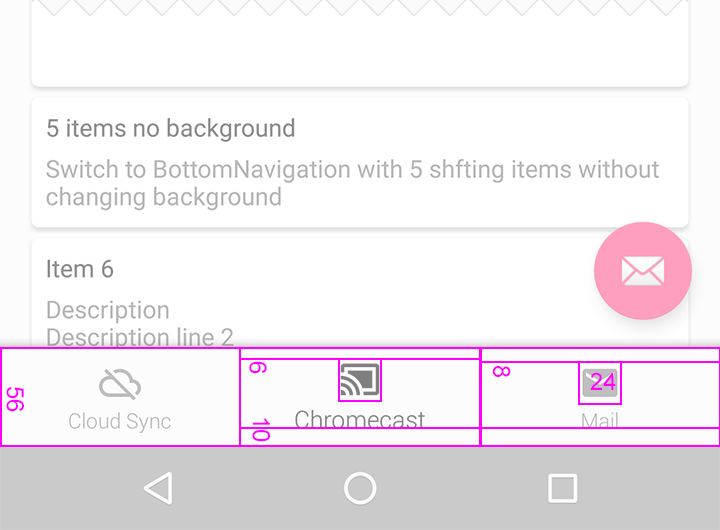 5 items no background
Switch to BottomNavigation with 5 shfting items without
changing background
Item 6
Description
Description line 2
56
6
8
24
10
Cloud Sync
Chromecast
Mail